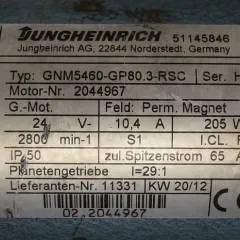 JUNGHEINRICH 51145846
Jungheinrich AG, 22844 Norderstedt, Germany
Typ: GNM5460-GP80.3-RSC Ser. H
Motor-Nr. 2044967
G.-Mot. Feld: Perm. Magnet
24 V- 10,4 A 205 W
2800 min-1 S1 I.CL. F
IP 50 zul.Spitzenstrom 65 A
Planetengetriebe i=29:1
Lieferanten-Nr. 11331 KW 20/12
02.2044967